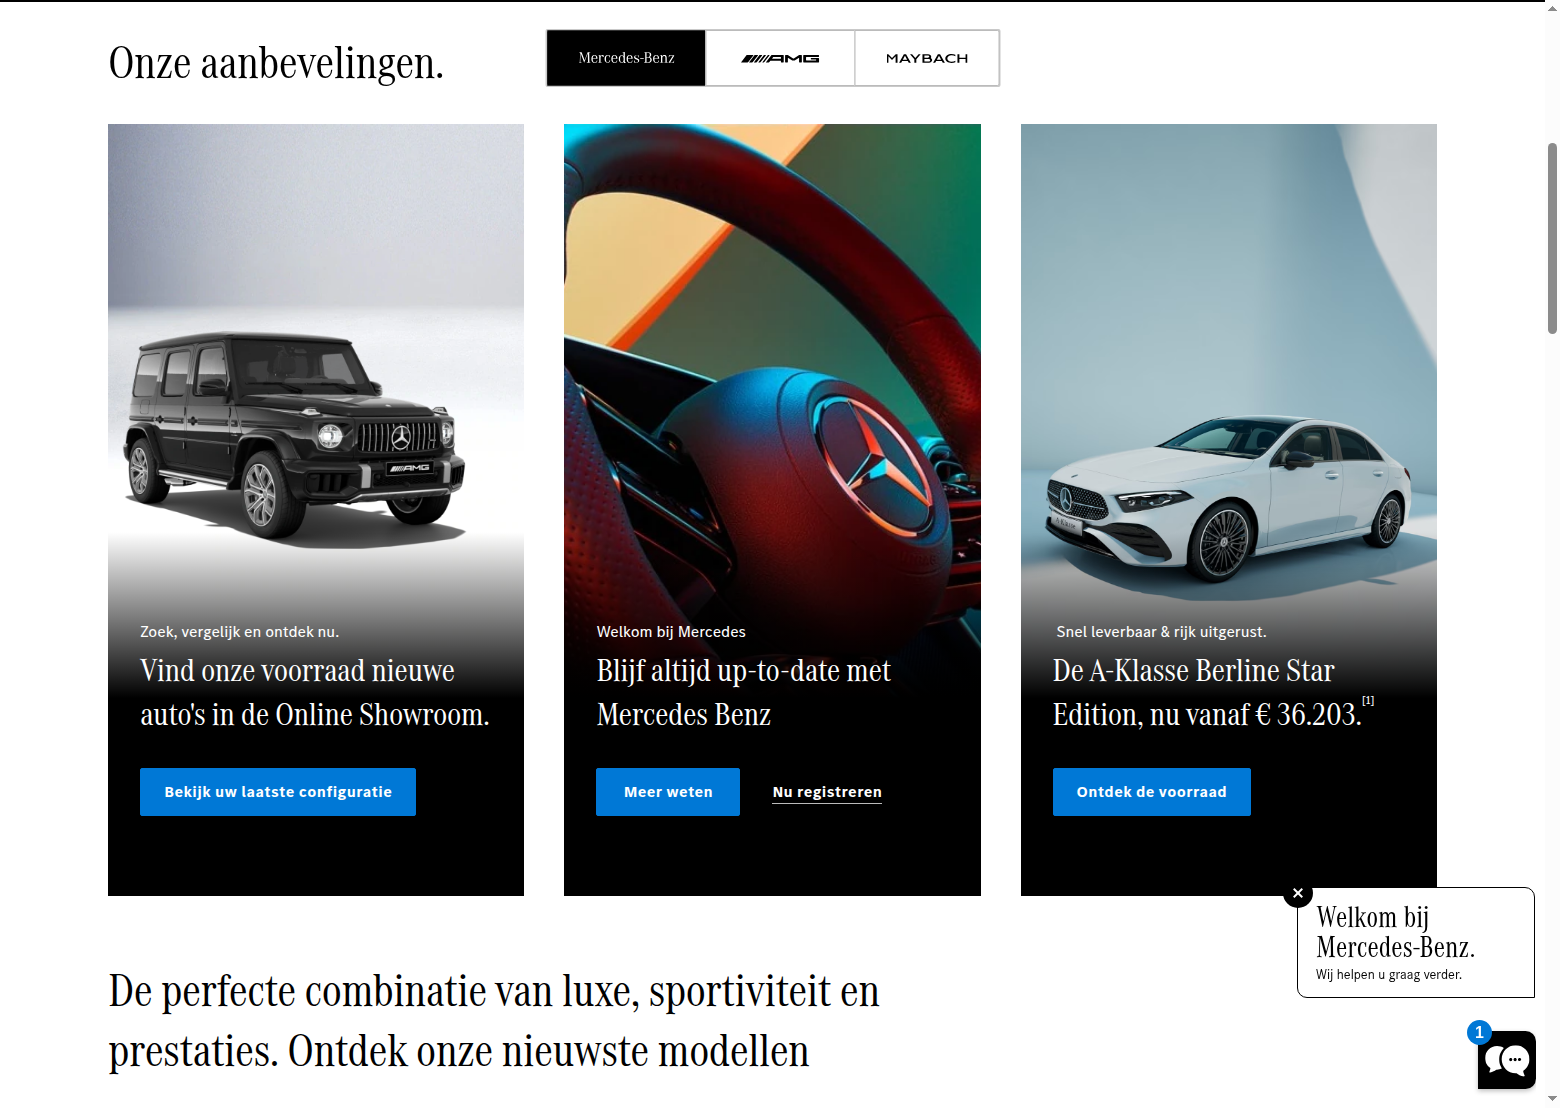 Onze aanbevelingen.
Mercedes-Benz
AMG
MAYBACH
AMG
Zoek, vergelijk en ontdek nu.
Vind onze voorraad nieuwe
auto's in de Online Showroom.
Bekijk uw laatste configuratie
Welkom bij Mercedes
Blijf altijd up-to-date met
Mercedes Benz
Meer weten
Nu registreren
A-Klasse
Snel leverbaar & rijk uitgerust.
De A-Klasse Berline Star
Edition, nu vanaf € 36.203.[1]
Ontdek de voorraad
Welkom bij
Mercedes-Benz.
Wij helpen u graag verder.
1
De perfecte combinatie van luxe, sportiviteit en
prestaties. Ontdek onze nieuwste modellen